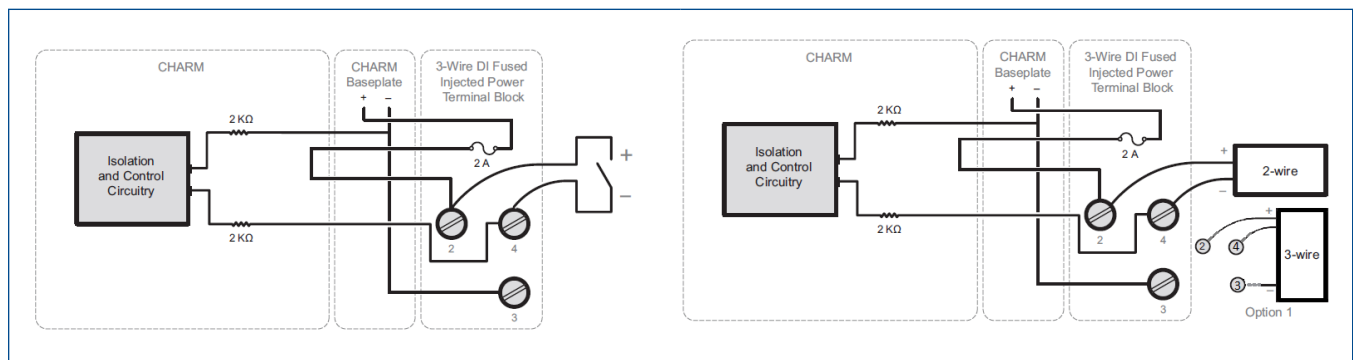 CHARM
CHARM
Baseplate
+ –
3-Wire DI Fused
Injected Power
Terminal Block
2 KΩ
2 A
Isolation
and Control
Circuitry
+
–
2 KΩ
2
4
3
CHARM
CHARM
Baseplate
+ –
3-Wire DI Fused
Injected Power
Terminal Block
2 KΩ
2 A
Isolation
and Control
Circuitry
+
2-wire
–
2 KΩ
2
4
+
2
4
3-wire
3
–
3
Option 1